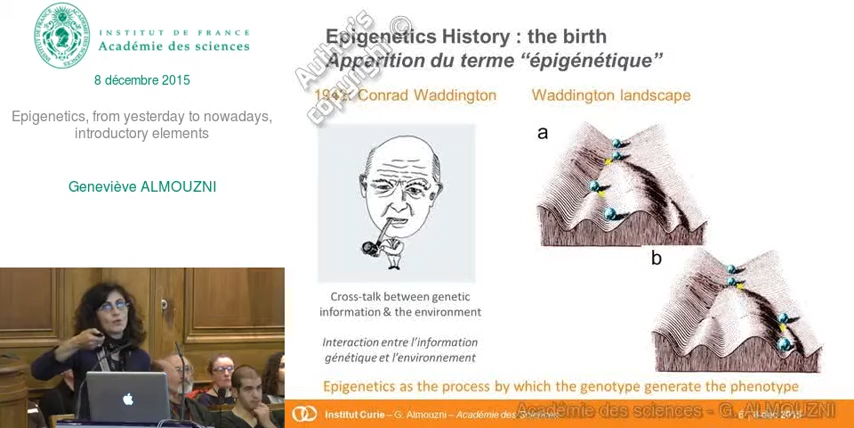 INSTITUT DE FRANCE
Académie des sciences
8 décembre 2015
Epigenetics, from yesterday to nowadays,
introductory elements
Geneviève ALMOUZNI
Epigenetics History : the birth
Apparition du terme “épigénétique”
Author's
copyright ©
1942: Conrad Waddington
Waddington landscape
a
b
Cross-talk between genetic
information & the environment
Interaction entre l'information
génétique et l'environnement
Epigenetics as the process by which the genotype generate the phenotype
Institut Curie – G. Almouzni – Académie des Sciences
Académie des sciences - G. ALMOUZNI
2015